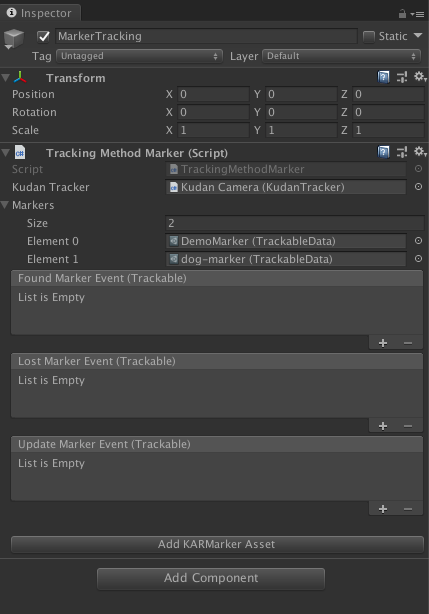 Inspector
MarkerTracking
Static
Tag Untagged Layer Default
Transform
Position X 0 Y 0 Z 0
Rotation X 0 Y 0 Z 0
Scale X 1 Y 1 Z 1
Tracking Method Marker (Script)
Script TrackingMethodMarker
Kudan Tracker Kudan Camera (KudanTracker)
Markers
Size 2
Element 0 DemoMarker (TrackableData)
Element 1 dog-marker (TrackableData)
Found Marker Event (Trackable)
List is Empty
+ −
Lost Marker Event (Trackable)
List is Empty
+ −
Update Marker Event (Trackable)
List is Empty
+ −
Add KARMarker Asset
Add Component